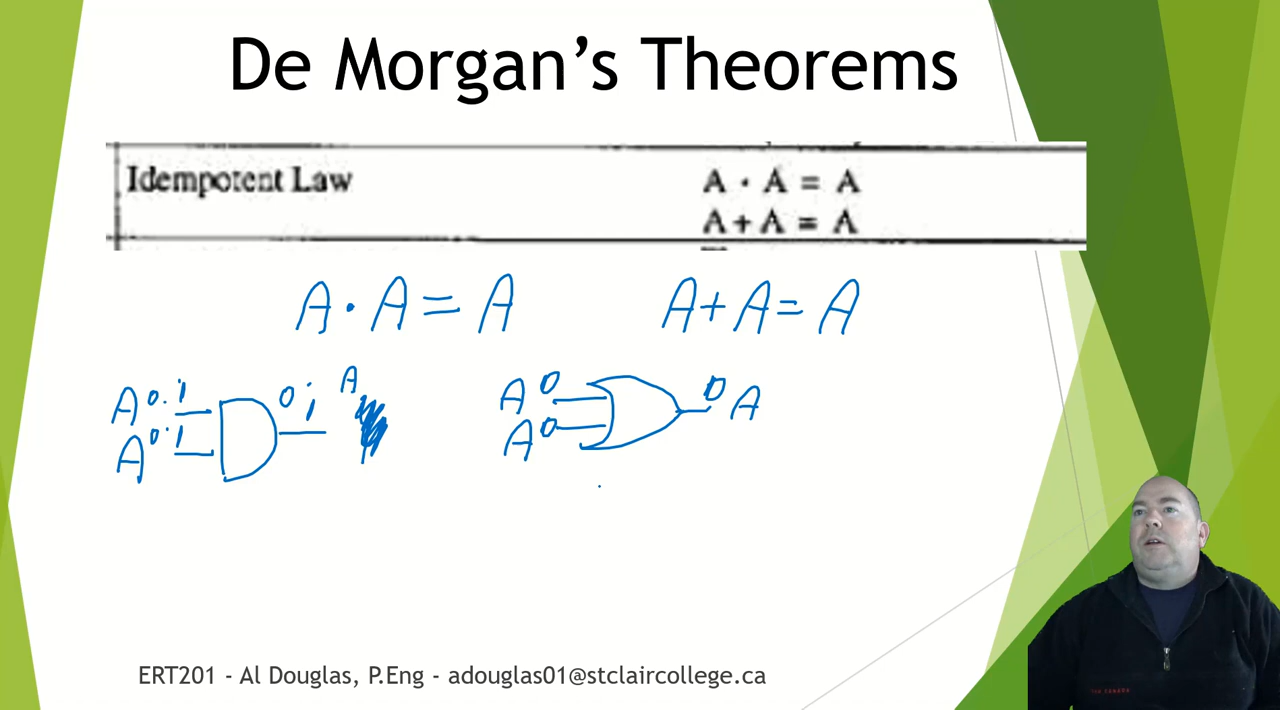 De Morgan's Theorems
Idempotent Law
A · A = A
A + A = A
A · A = A
A + A = A
A 0 · 1
A 0 · 1
0 · 1
A
A 0
A 0
0 A
ERT201 - Al Douglas, P.Eng - adouglas01@stclaircollege.ca